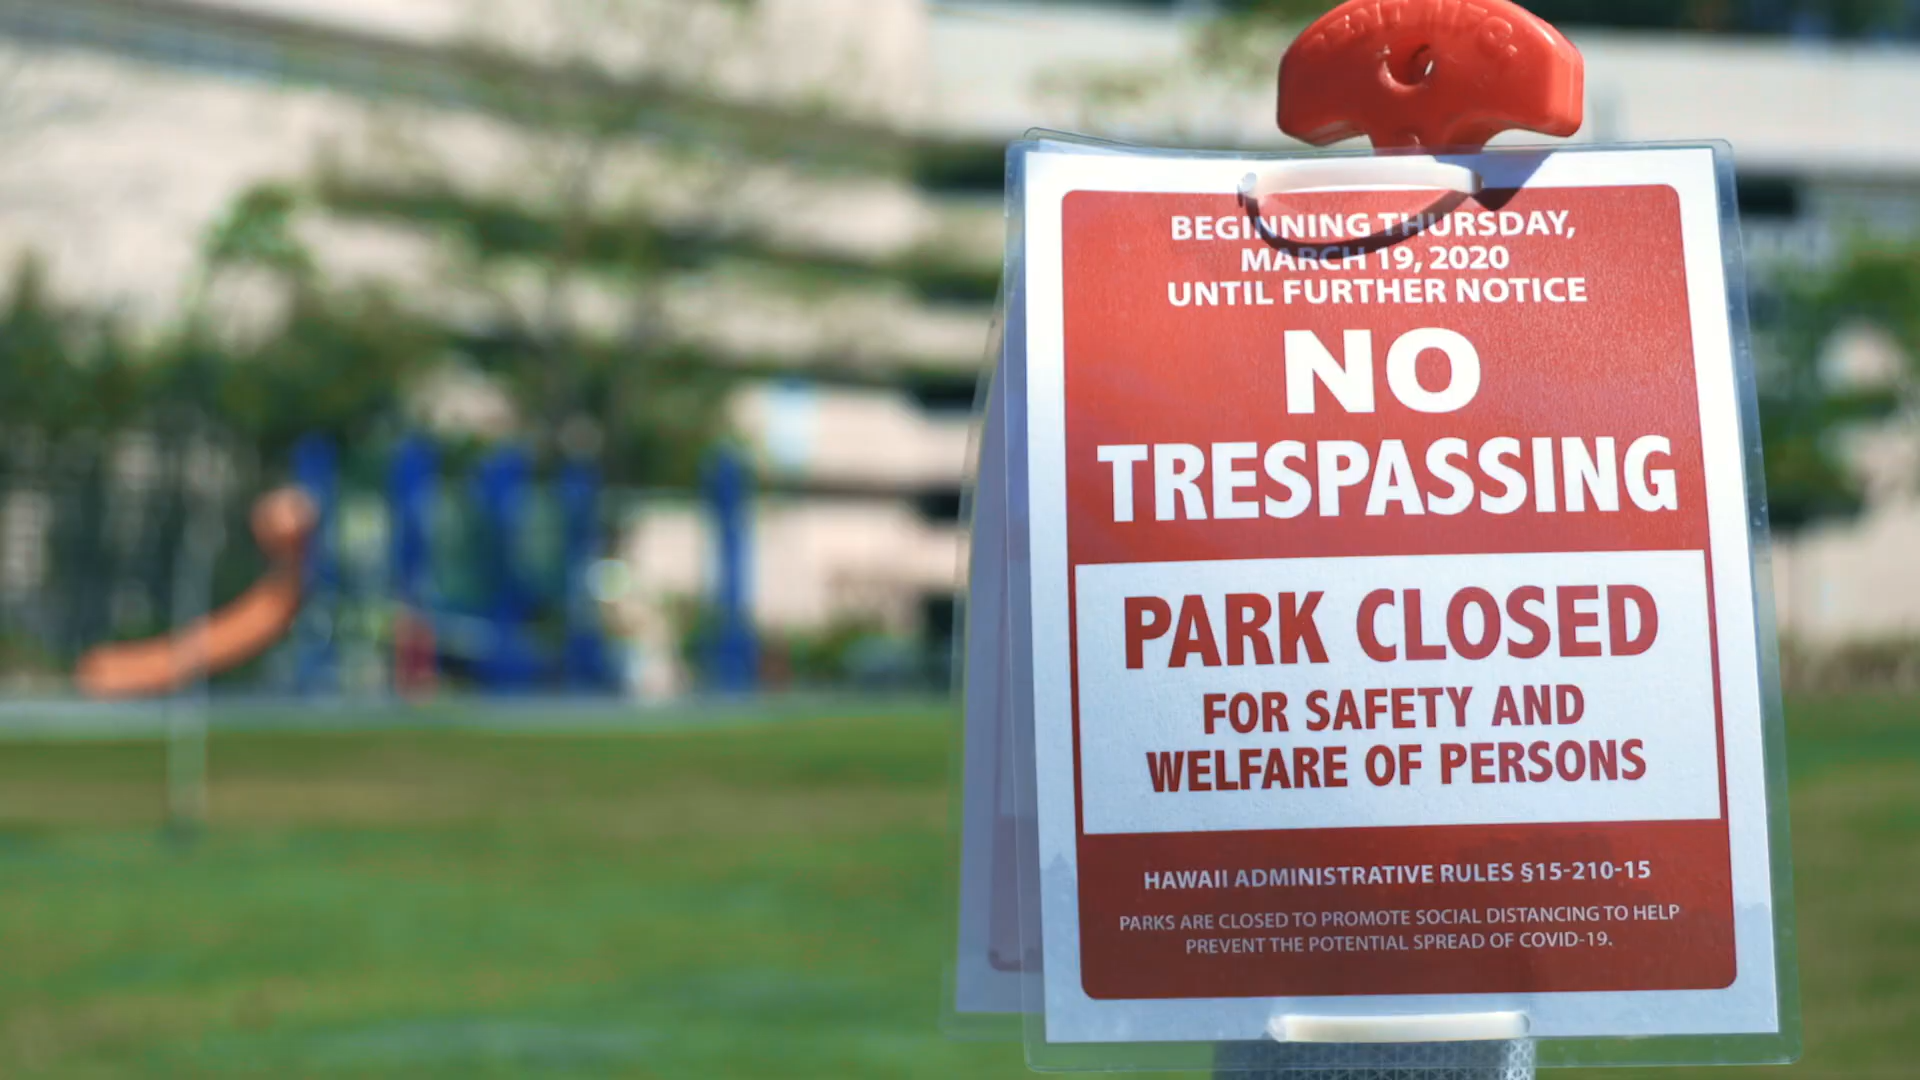 BEGINNING THURSDAY,
MARCH 19, 2020
UNTIL FURTHER NOTICE
NO
TRESPASSING
PARK CLOSED
FOR SAFETY AND
WELFARE OF PERSONS
HAWAII ADMINISTRATIVE RULES §15-210-15
PARKS ARE CLOSED TO PROMOTE SOCIAL DISTANCING TO HELP
PREVENT THE POTENTIAL SPREAD OF COVID-19.